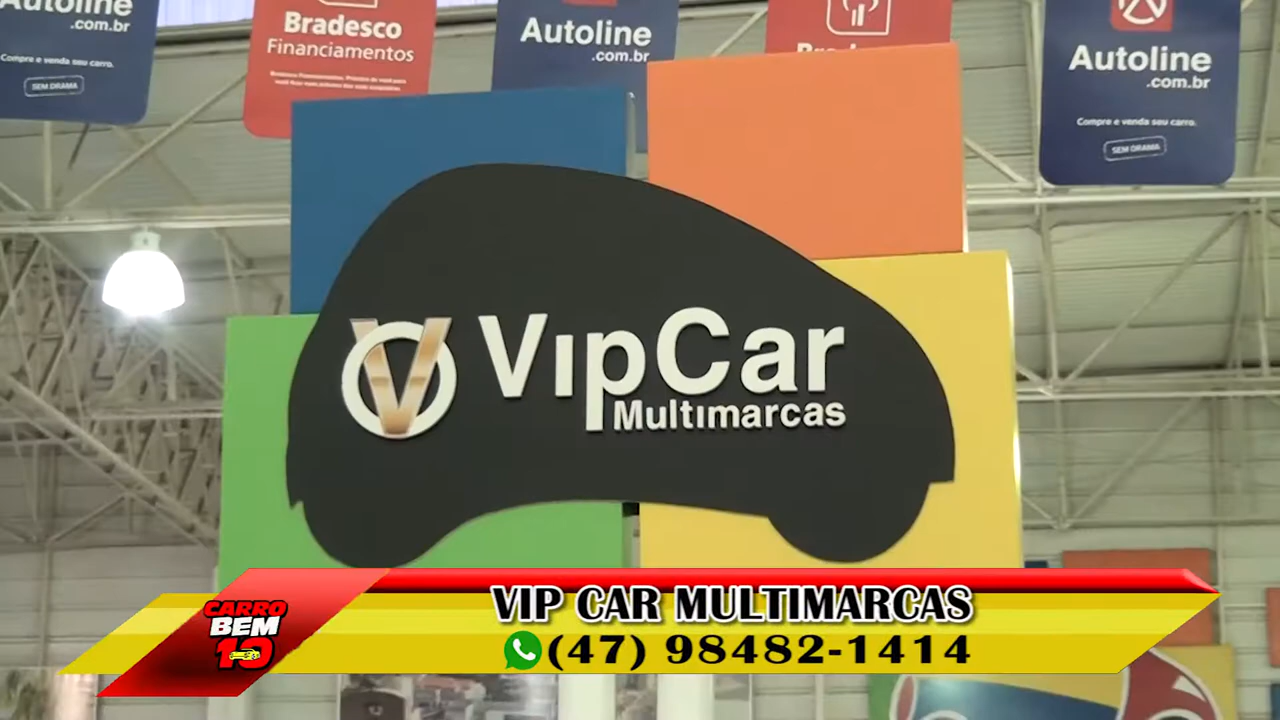 Autoline
.com.br
Compre e venda seu carro.
SEM DRAMA
Bradesco
Financiamentos
Autoline
.com.br
Autoline
.com.br
Compre e venda seu carro.
SEM DRAMA
V
VipCar
Multimarcas
CARRO
BEM
10
VIP CAR MULTIMARCAS
(47) 98482-1414